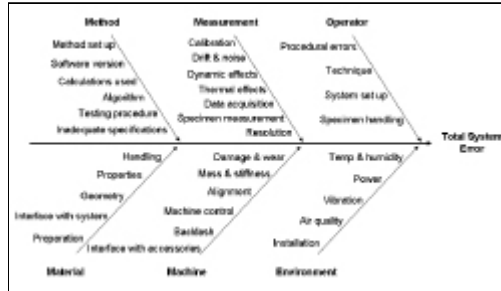 Method
Measurement
Operator
Method set up
Software version
Calculations used
Algorithm
Testing procedure
Inadequate specifications
Calibration
Drift & noise
Dynamic effects
Thermal effects
Data acquisition
Specimen measurement
Resolution
Procedural errors
Technique
System set up
Specimen handling
Total System
Error
Handling
Properties
Geometry
Interface with system
Preparation
Damage & wear
Mass & stiffness
Alignment
Machine control
Backlash
Interface with accessories
Temp & humidity
Power
Vibration
Air quality
Installation
Material
Machine
Environment